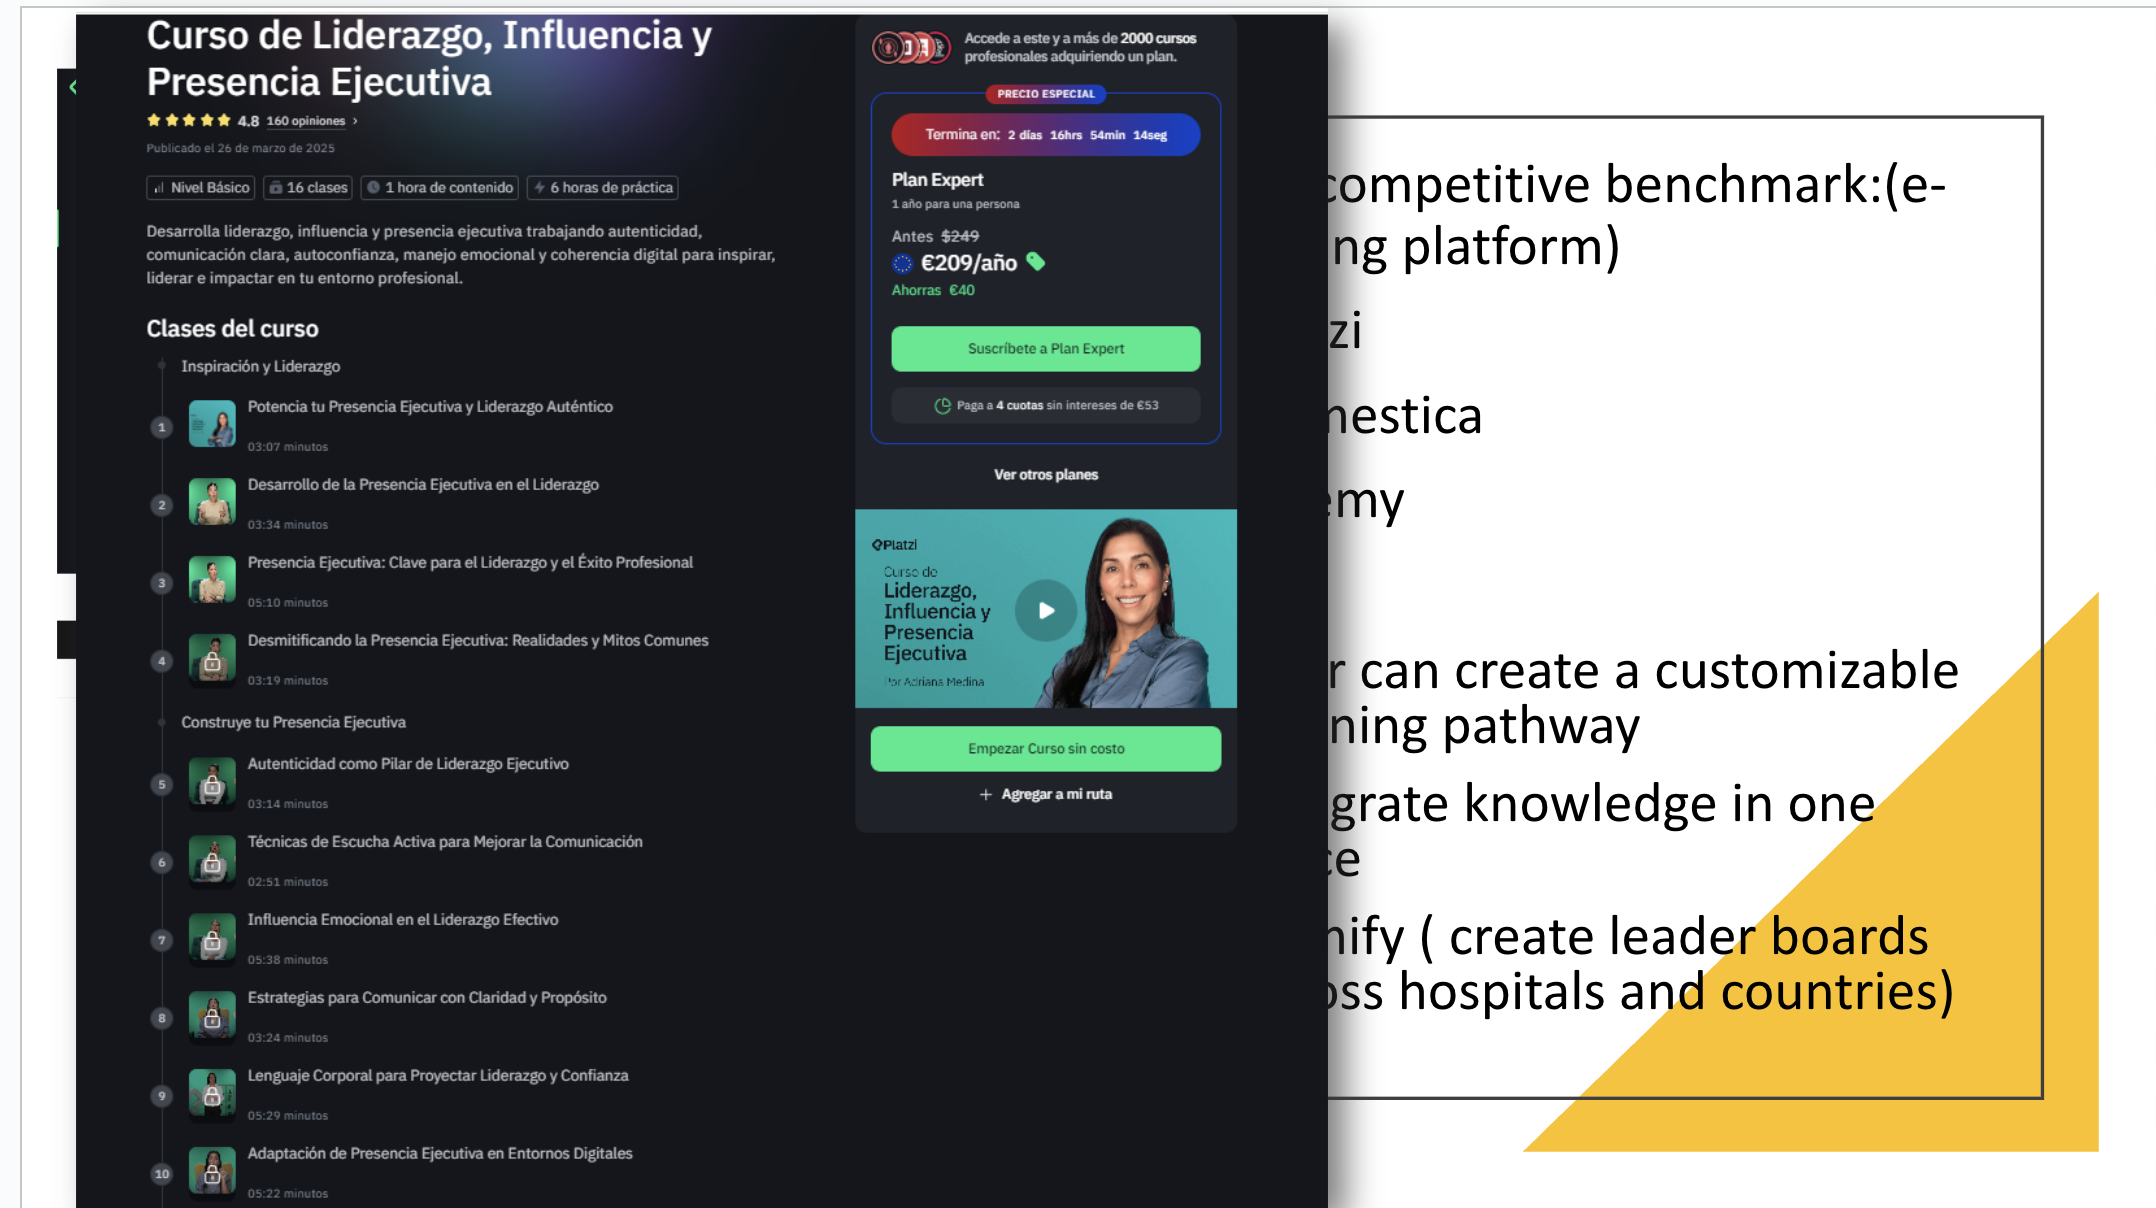 Curso de Liderazgo, Influencia y
Presencia Ejecutiva
4.8 160 opiniones
Publicado el 26 de marzo de 2025
Nivel Básico
16 clases
1 hora de contenido
6 horas de práctica
Desarrolla liderazgo, influencia y presencia ejecutiva trabajando autenticidad,
comunicación clara, autoconfianza, manejo emocional y coherencia digital para inspirar,
liderar e impactar en tu entorno profesional.
Clases del curso
Inspiración y Liderazgo
1
Potencia tu Presencia Ejecutiva y Liderazgo Auténtico
03:07 minutos
2
Desarrollo de la Presencia Ejecutiva en el Liderazgo
03:34 minutos
3
Presencia Ejecutiva: Clave para el Liderazgo y el Éxito Profesional
05:10 minutos
4
Desmitificando la Presencia Ejecutiva: Realidades y Mitos Comunes
03:19 minutos
Construye tu Presencia Ejecutiva
5
Autenticidad como Pilar de Liderazgo Ejecutivo
03:14 minutos
6
Técnicas de Escucha Activa para Mejorar la Comunicación
02:51 minutos
7
Influencia Emocional en el Liderazgo Efectivo
05:38 minutos
8
Estrategias para Comunicar con Claridad y Propósito
03:24 minutos
9
Lenguaje Corporal para Proyectar Liderazgo y Confianza
05:29 minutos
10
Adaptación de Presencia Ejecutiva en Entornos Digitales
05:22 minutos
Accede a este y a más de 2000 cursos
profesionales adquiriendo un plan.
PRECIO ESPECIAL
Termina en: 2 días 16hrs 54min 14seg
Plan Expert
1 año para una persona
Antes $249
€209/año
Ahorras €40
Suscríbete a Plan Expert
Paga a 4 cuotas sin intereses de €53
Ver otros planes
Platzi
Curso de
Liderazgo,
Influencia y
Presencia
Ejecutiva
Por Adriana Medina
Empezar Curso sin costo
+ Agregar a mi ruta
competitive benchmark:(e-
ng platform)
zi
nestica
emy
r can create a customizable
ning pathway
grate knowledge in one
ce
nify ( create leader boards
oss hospitals and countries)